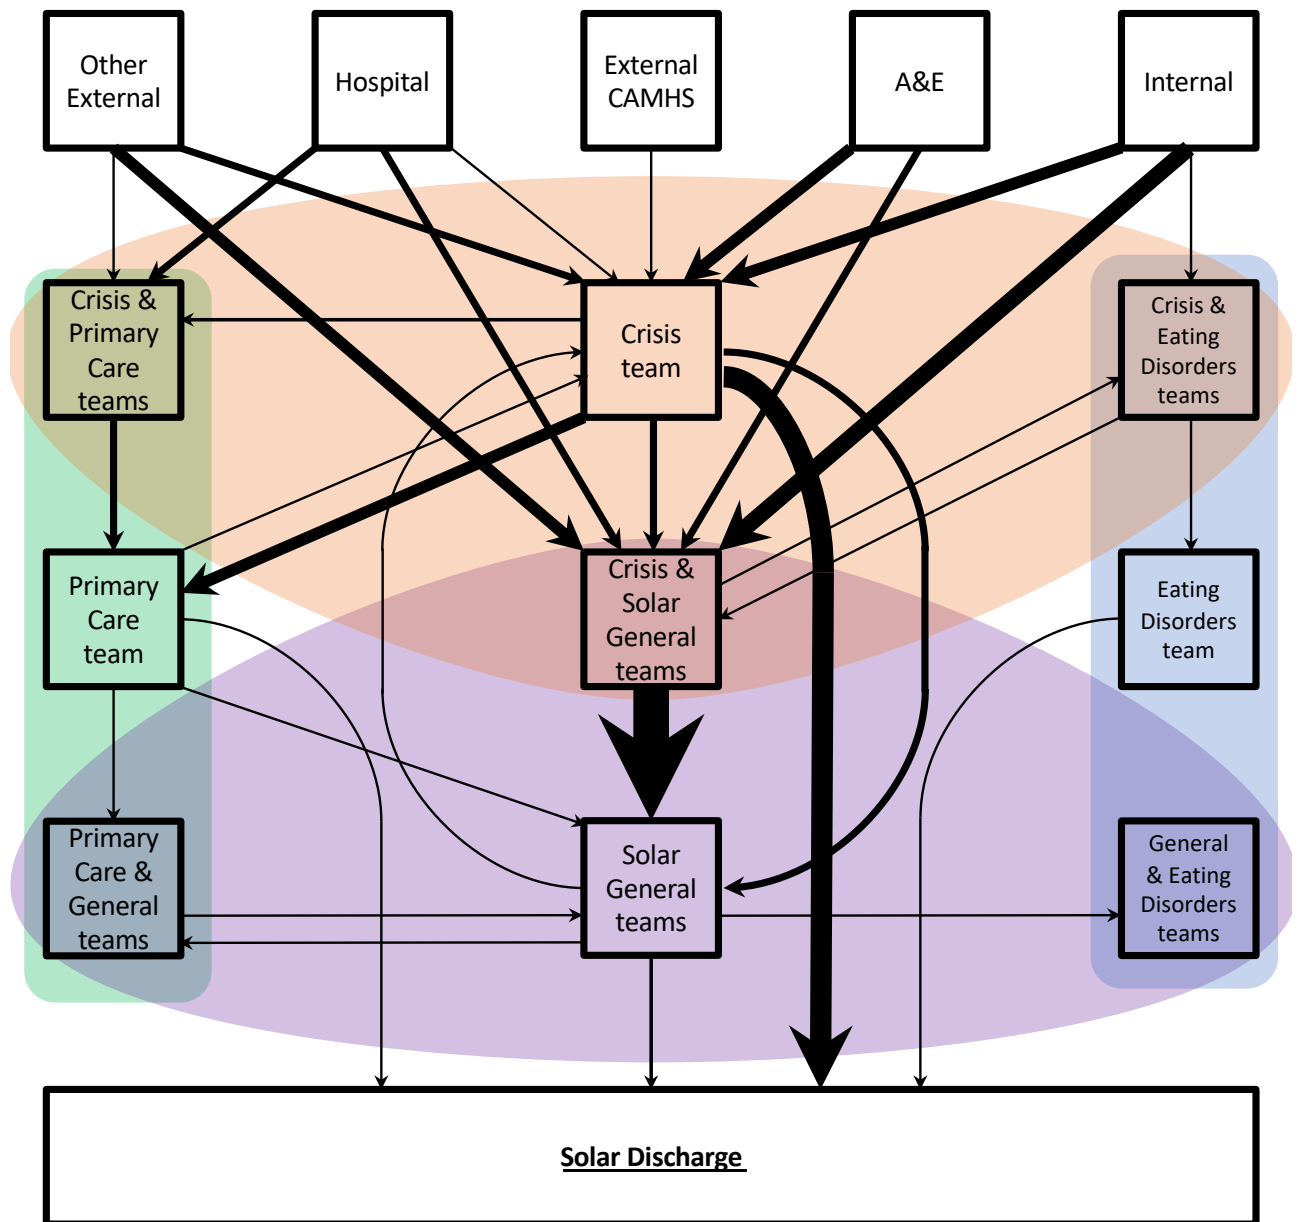 Other
External
Hospital
External
CAMHS
A&E
Internal
Crisis &
Primary
Care
teams
Crisis
team
Crisis &
Eating
Disorders
teams
Primary
Care
team
Crisis &
Solar
General
teams
Eating
Disorders
team
Primary
Care &
General
teams
Solar
General
teams
General
& Eating
Disorders
teams
Solar Discharge